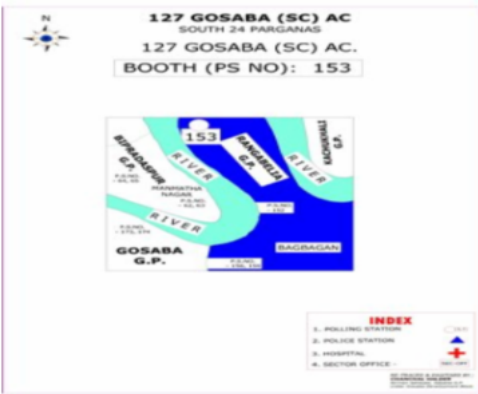 N
127 GOSABA (SC) AC
SOUTH 24 PARGANAS
127 GOSABA (SC) AC.
BOOTH (PS NO): 153
153
BIPRADASPUR
G.P.
RIVER
RANGABELIA
G.P.
RIVER
G.P.
MANMATHA
NAGAR
RIVER
GOSABA
G.P.
BAGBAGAN
INDEX
1. POLLING STATION
2. POLICE STATION
3. HOSPITAL
4. SECTOR OFFICE -